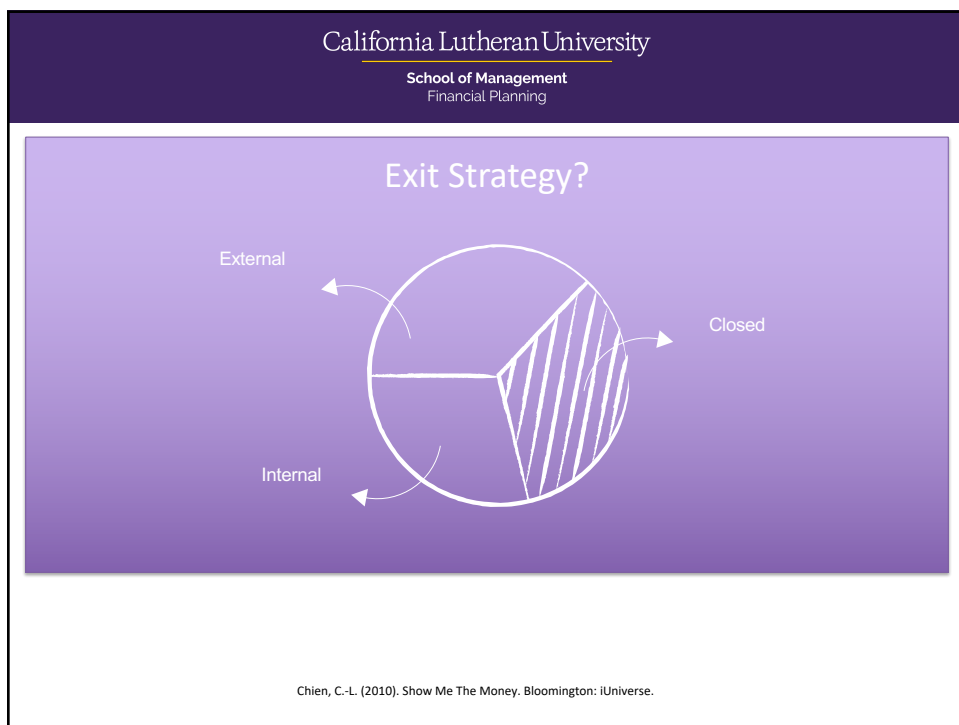 California Lutheran University
School of Management
Financial Planning
Exit Strategy?
External
Closed
Internal
Chien, C.-L. (2010). Show Me The Money. Bloomington: iUniverse.